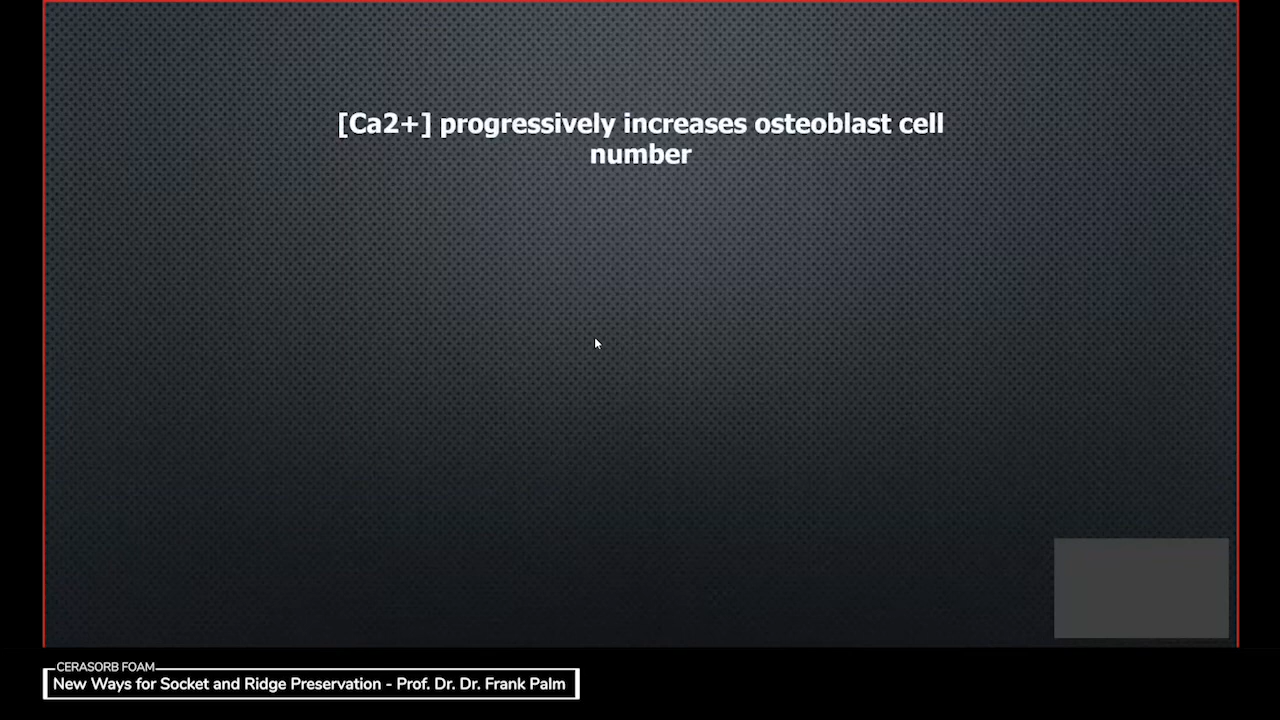 [Ca2+] progressively increases osteoblast cell
number
CERASORB FOAM
New Ways for Socket and Ridge Preservation - Prof. Dr. Dr. Frank Palm